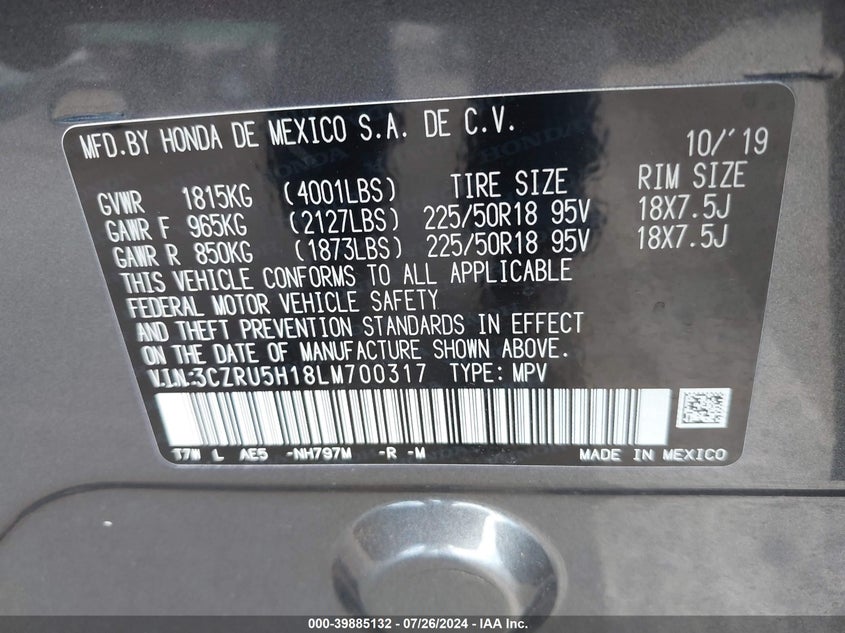 MFD.BY HONDA DE MEXICO S.A. DE C.V. 10/'19
GVWR 1815KG (4001LBS) TIRE SIZE RIM SIZE
GAWR F 965KG (2127LBS) 225/50R18 95V 18X7.5J
GAWR R 850KG (1873LBS) 225/50R18 95V 18X7.5J
THIS VEHICLE CONFORMS TO ALL APPLICABLE
FEDERAL MOTOR VEHICLE SAFETY
AND THEFT PREVENTION STANDARDS IN EFFECT
ON THE DATE OF MANUFACTURE SHOWN ABOVE.
V.I.N:3CZRU5H18LM700317 TYPE: MPV
T7W L AE5 -NH797M -R -M MADE IN MEXICO
000-39885132 - 07/26/2024 - IAA Inc.